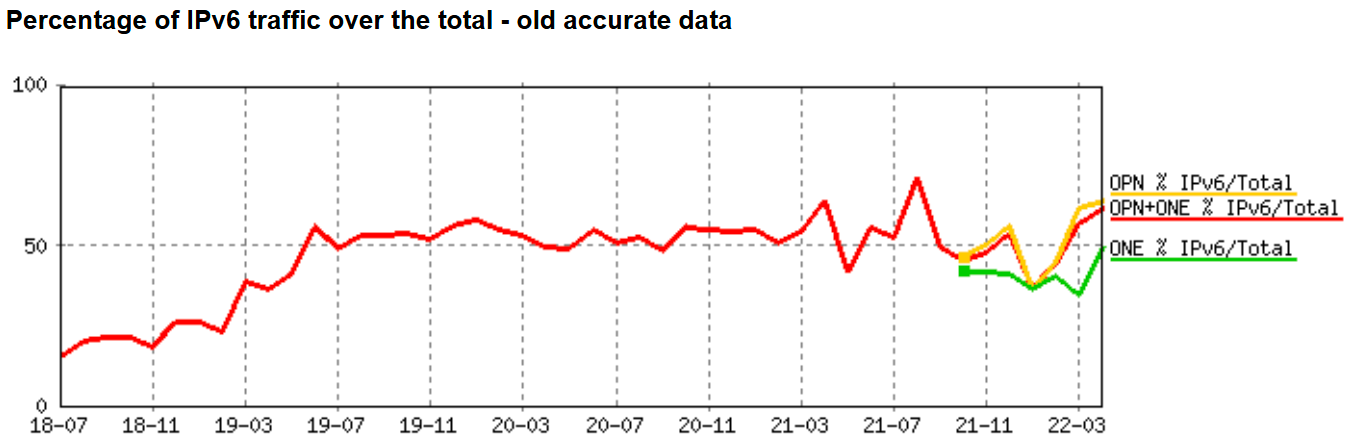 Percentage of IPv6 traffic over the total - old accurate data
100
OPN % IPv6/Total
OPN+ONE % IPv6/Total
50
ONE % IPv6/Total
0
18-07 18-11 19-03 19-07 19-11 20-03 20-07 20-11 21-03 21-07 21-11 22-03